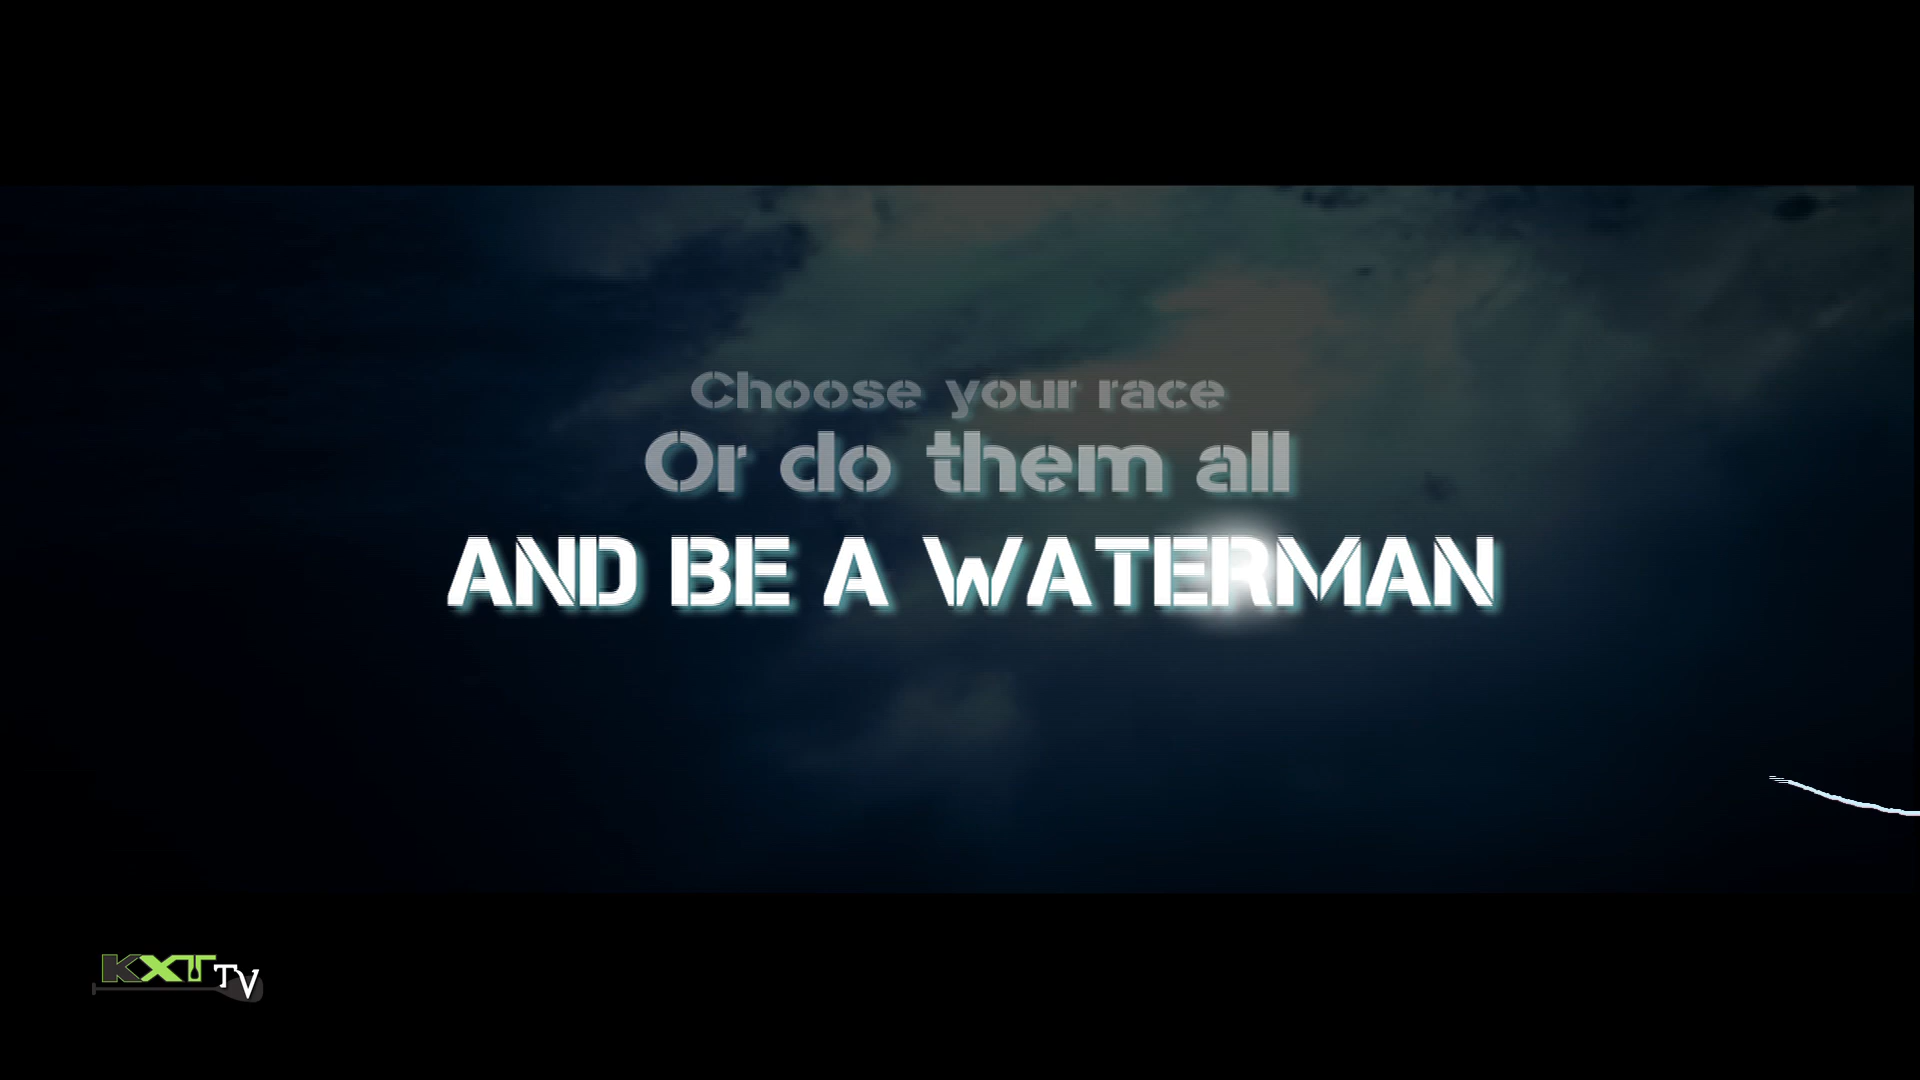 Choose your race
Or do them all
AND BE A WATERMAN
KXT TV